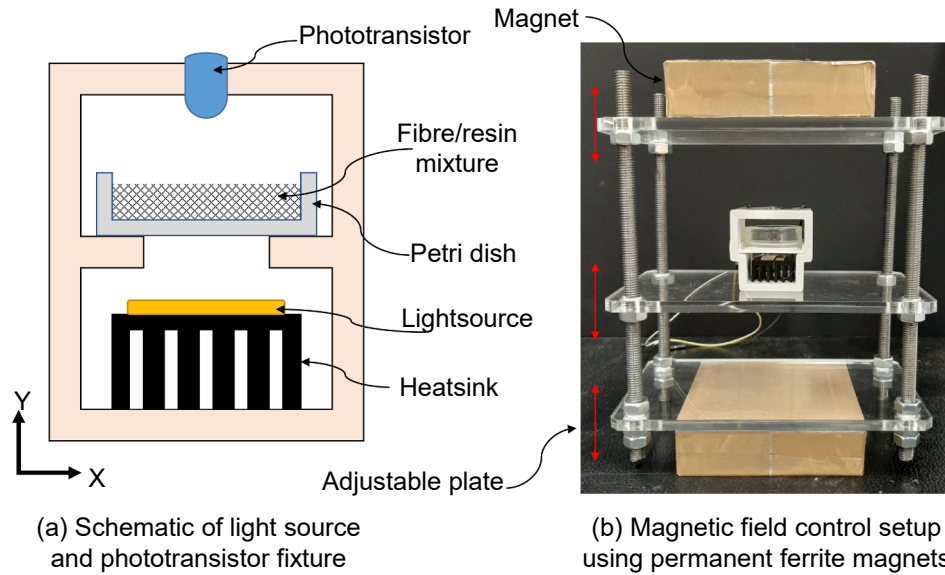 Phototransistor
Fibre/resin
mixture
Petri dish
Lightsource
Heatsink
Y
X
(a) Schematic of light source
and phototransistor fixture
Magnet
Adjustable plate
(b) Magnetic field control setup
using permanent ferrite magnets